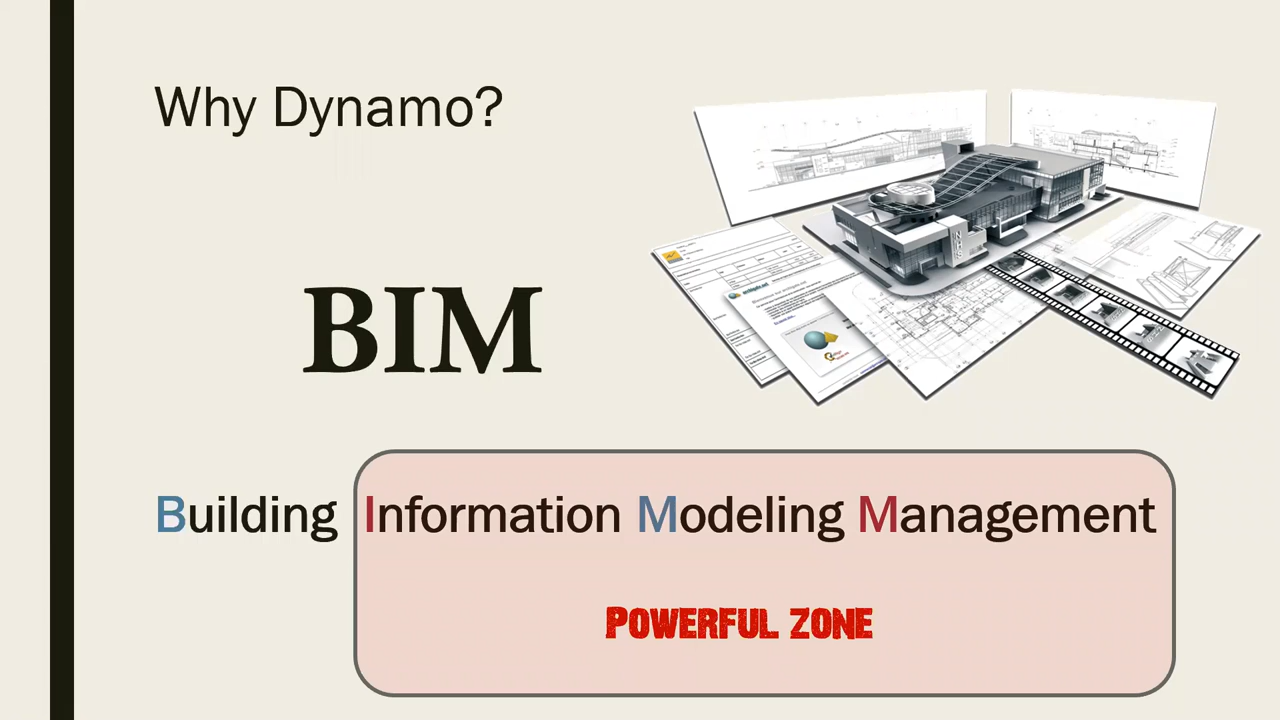 Why Dynamo?
BIM
Building Information Modeling Management
POWERFUL ZONE